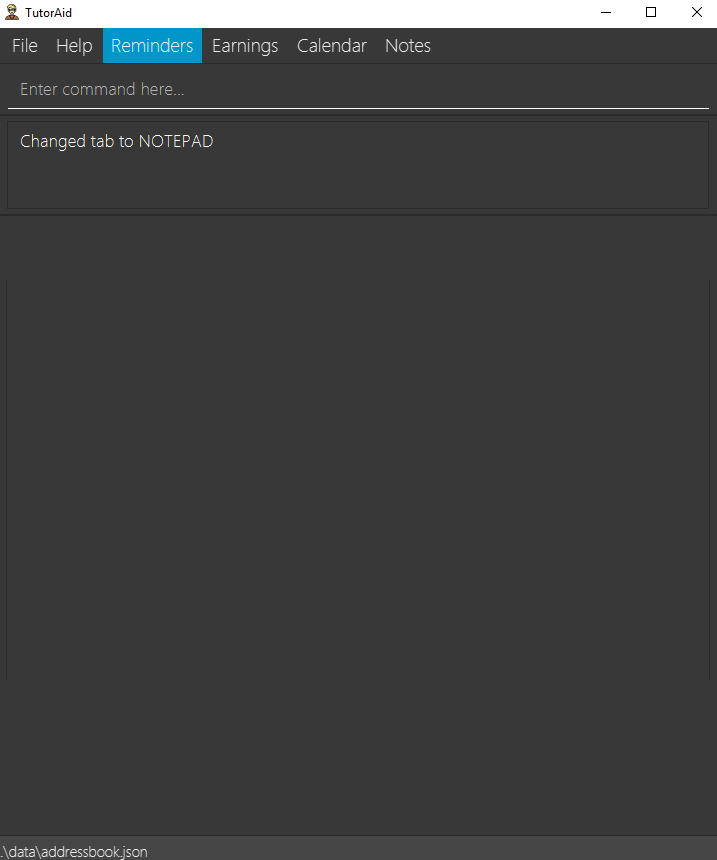 TutorAid
File Help Reminders Earnings Calendar Notes
Enter command here...
Changed tab to NOTEPAD
.\data\addressbook.json